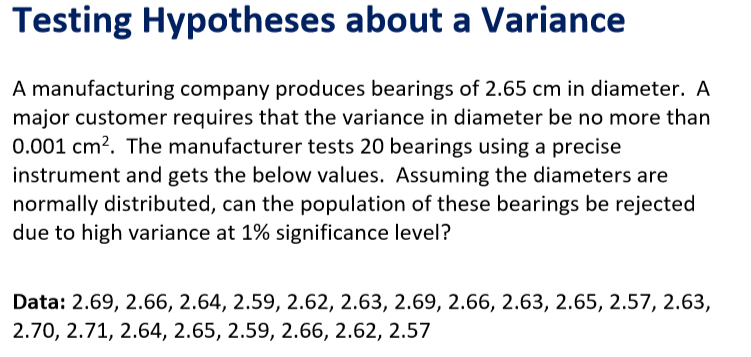 Testing Hypotheses about a Variance
A manufacturing company produces bearings of 2.65 cm in diameter. A
major customer requires that the variance in diameter be no more than
0.001 cm². The manufacturer tests 20 bearings using a precise
instrument and gets the below values. Assuming the diameters are
normally distributed, can the population of these bearings be rejected
due to high variance at 1% significance level?
Data: 2.69, 2.66, 2.64, 2.59, 2.62, 2.63, 2.69, 2.66, 2.63, 2.65, 2.57, 2.63,
2.70, 2.71, 2.64, 2.65, 2.59, 2.66, 2.62, 2.57